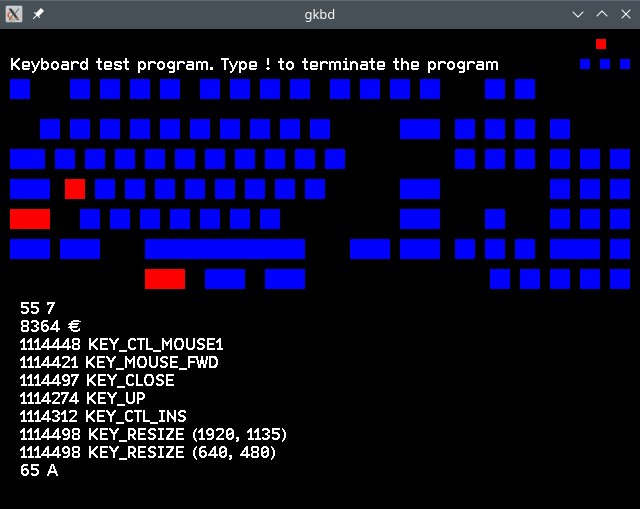 gkbd
Keyboard test program. Type ! to terminate the program
55 7
8364 €
1114448 KEY_CTL_MOUSE1
1114421 KEY_MOUSE_FWD
1114497 KEY_CLOSE
1114274 KEY_UP
1114312 KEY_CTL_INS
1114498 KEY_RESIZE (1920, 1135)
1114498 KEY_RESIZE (640, 480)
65 A